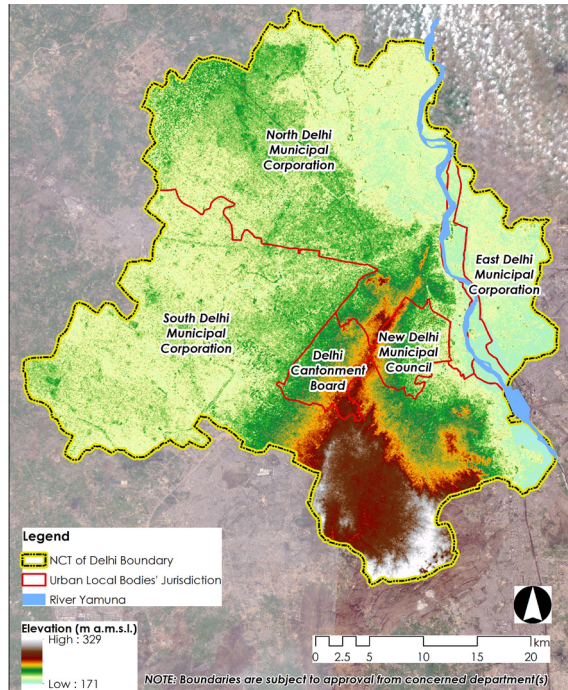 North Delhi
Municipal
Corporation
East Delhi
Municipal
Corporation
South Delhi
Municipal
Corporation
New Delhi
Municipal
Council
Delhi
Cantonment
Board
Legend
NCT of Delhi Boundary
Urban Local Bodies' Jurisdiction
River Yamuna
Elevation (m a.m.s.l.)
High : 329
Low : 171
km
0 2.5 5 10 15 20
NOTE: Boundaries are subject to approval from concerned department(s)